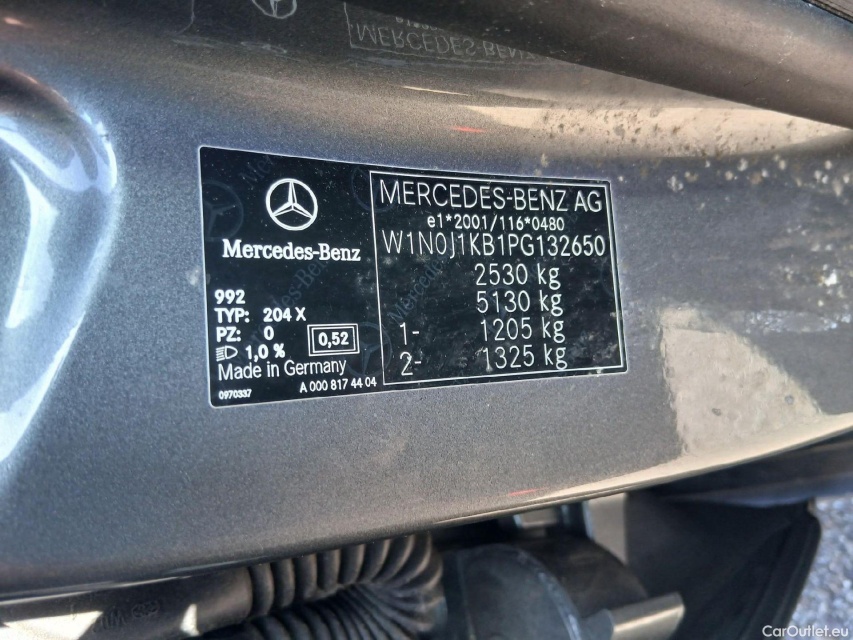 MERCEDES-BENZ
Mercedes-Benz
992
TYP: 204 X
PZ: 0
1,0 %
0,52
Made in Germany
0970337
A 000 817 44 04
MERCEDES-BENZ AG
e1*2001/116*0480
W1N0J1KB1PG132650
2530 kg
5130 kg
1- 1205 kg
2- 1325 kg
CarOutlet.eu